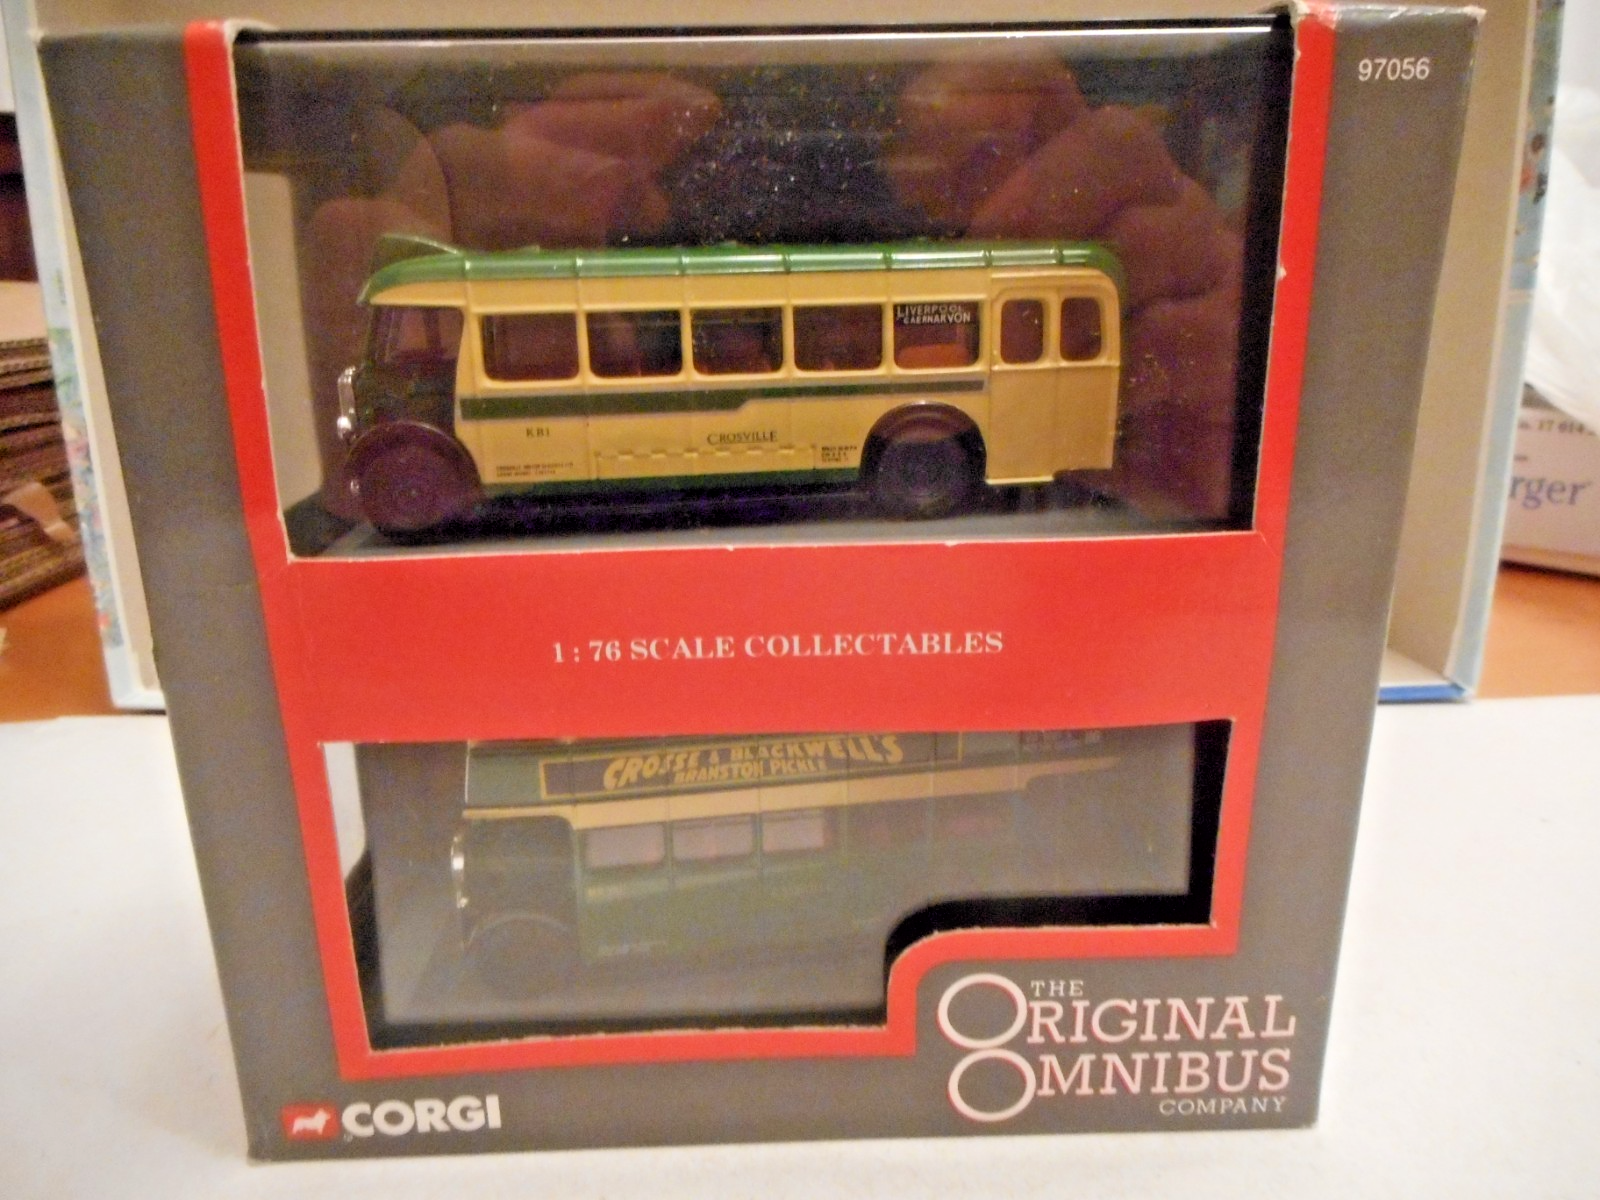 97056
LIVERPOOL
CAERNARVON
KB1
CROSVILLE
1:76 SCALE COLLECTABLES
CROSSE & BLACKWELL'S
BRANSTON PICKLE
THE
ORIGINAL
OMNIBUS
COMPANY
CORGI
rger